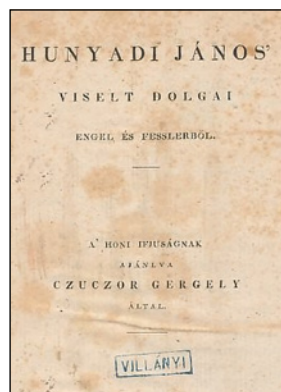 HUNYADI JÁNOS'
VISELT DOLGAI
ENGEL ÉS FESSLERBŐL.
A' HONI IFJUSÁGNAK
AJÁNLVA
CZUCZOR GERGELY
ÁLTAL.
VILLÁNYI